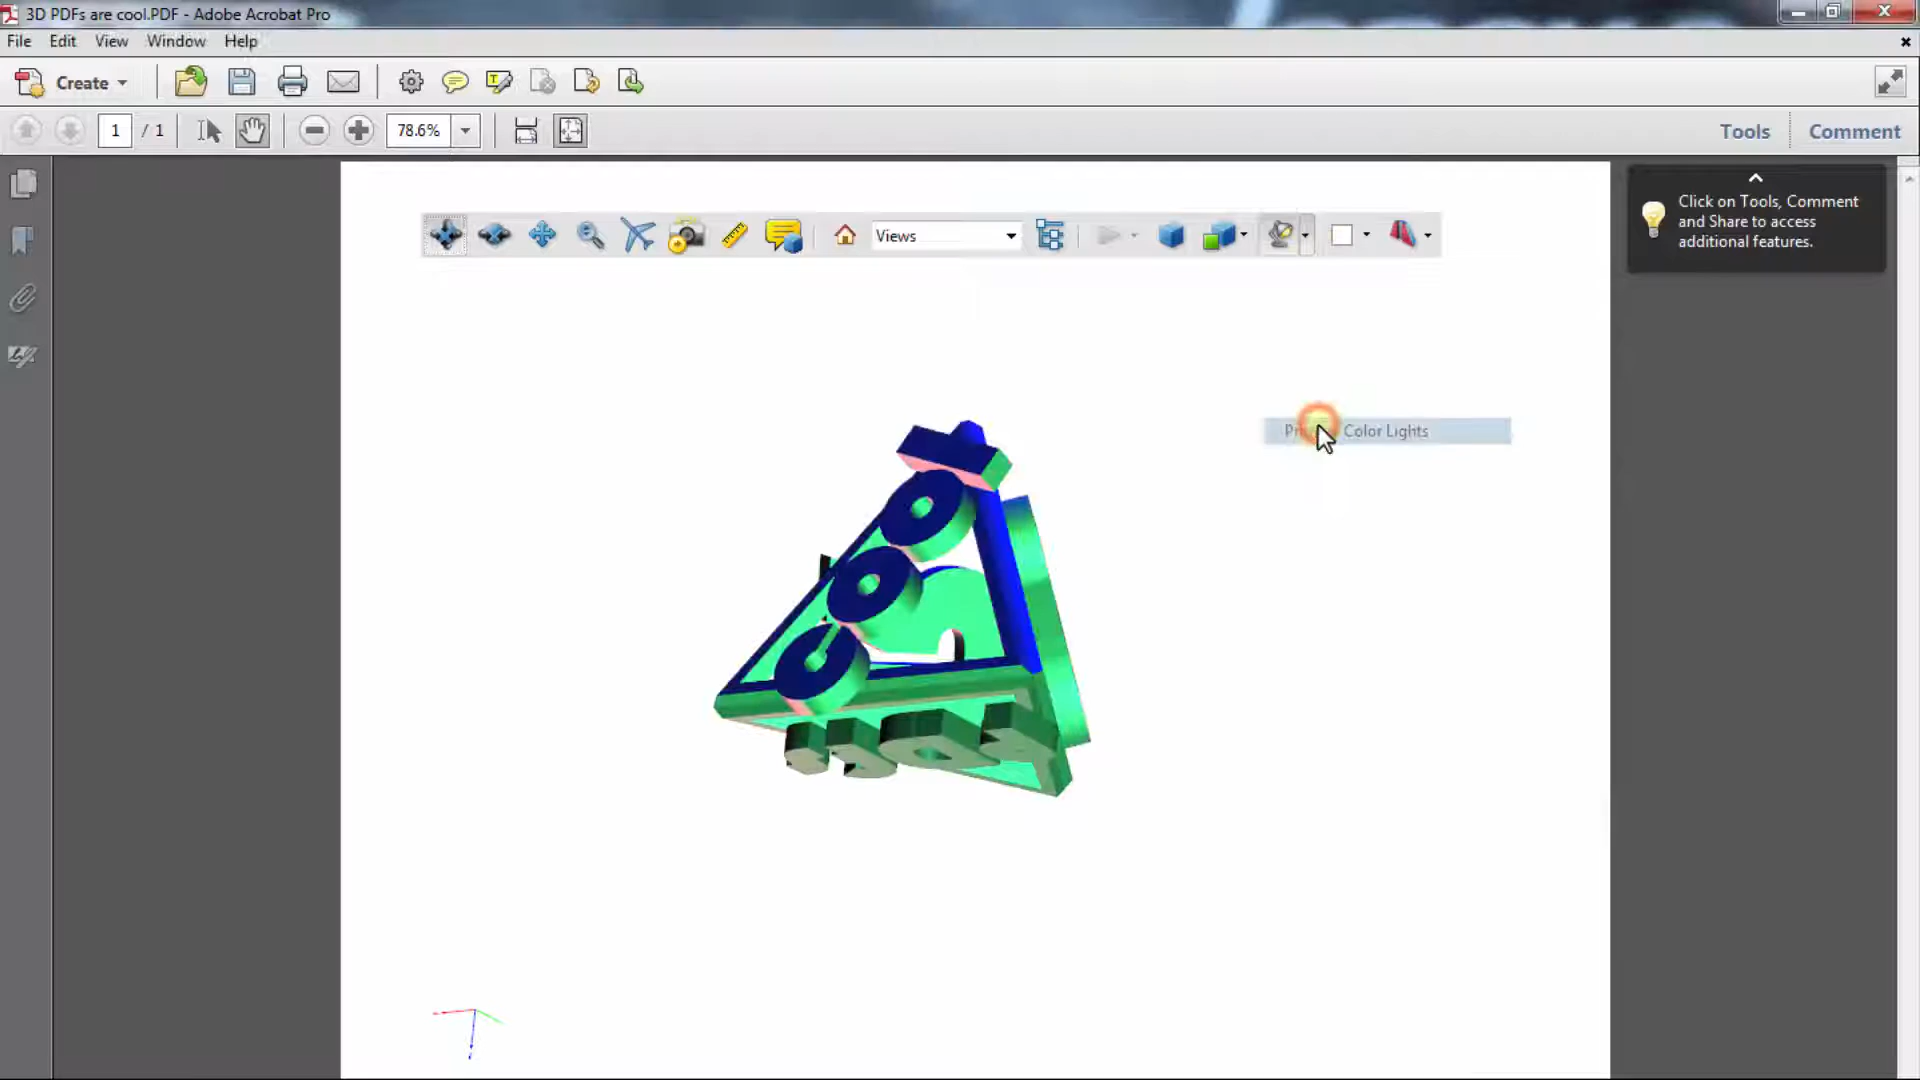 3D PDFs are cool.PDF - Adobe Acrobat Pro
File Edit View Window Help
Create
1 / 1 78.6% Tools Comment
Click on Tools, Comment
and Share to access
additional features.
Views
Color Lights